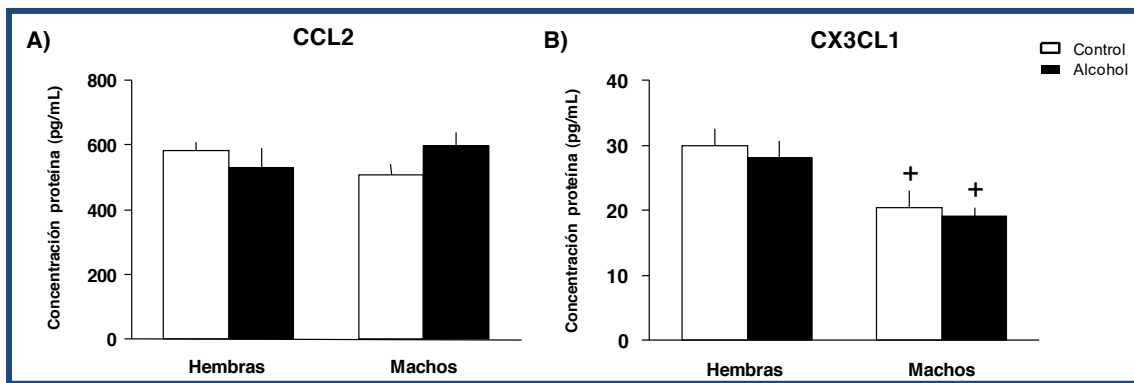 A)
CCL2
Concentración proteína (pg/mL)
800
600
400
200
0
Hembras
Machos
B)
CX3CL1
Concentración proteína (pg/mL)
40
30
20
10
0
+
+
Hembras
Machos
Control
Alcohol